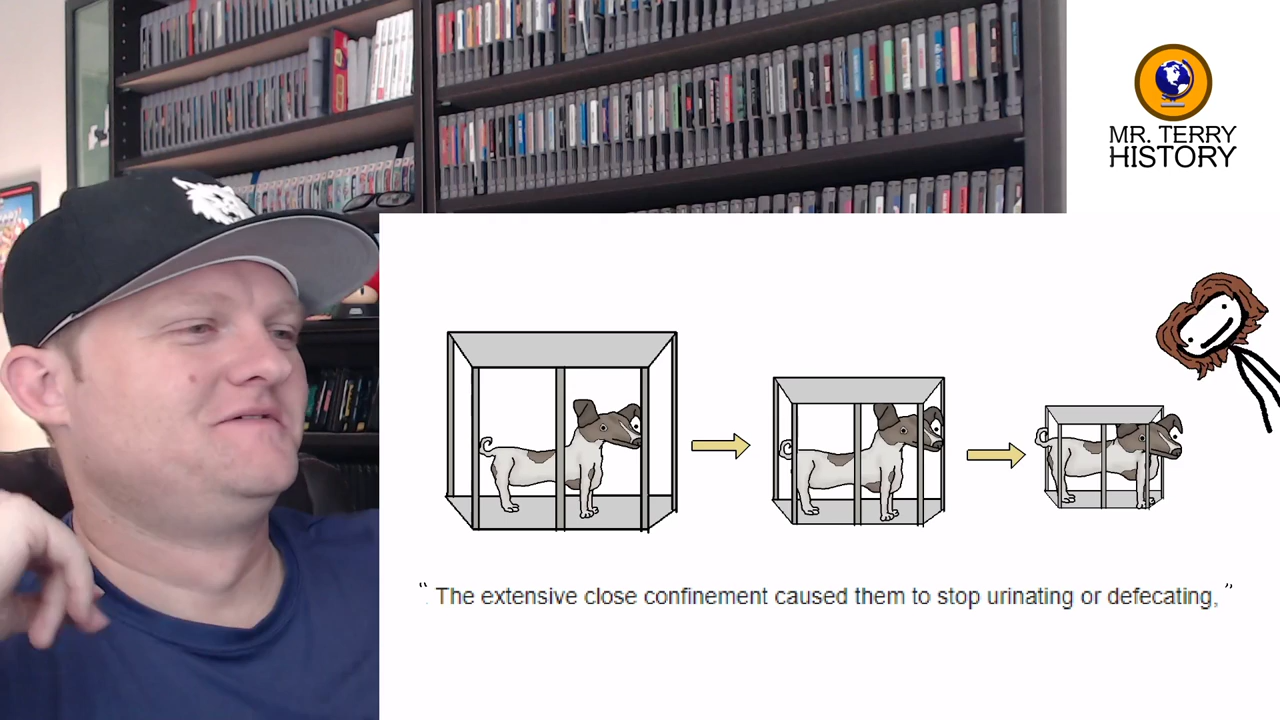 MR. TERRY
HISTORY
“ The extensive close confinement caused them to stop urinating or defecating, ”